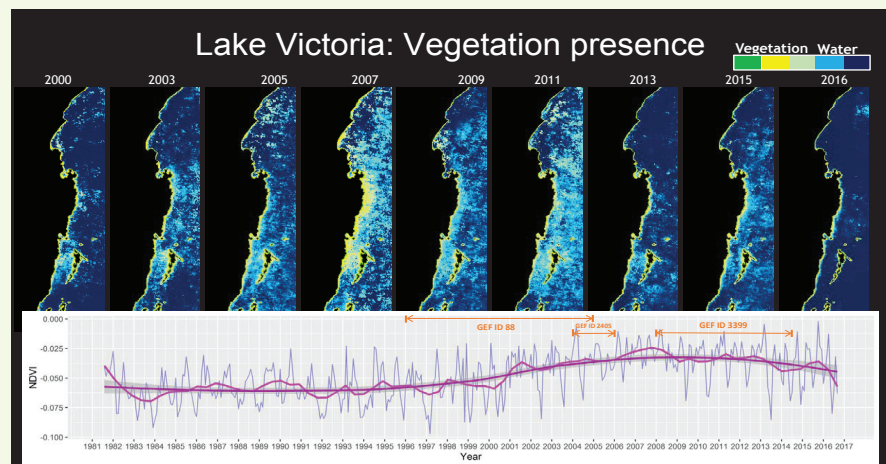 Lake Victoria: Vegetation presence
Vegetation Water
2000 2003 2005 2007 2009 2011 2013 2015 2016
GEF ID 88
GEF ID 2405
GEF ID 3399
0.000
-0.025
-0.050
-0.075
-0.100
NDVI
1981 1982 1983 1984 1985 1986 1987 1988 1989 1990 1991 1992 1993 1994 1995 1996 1997 1998 1999 2000 2001 2002 2003 2004 2005 2006 2007 2008 2009 2010 2011 2012 2013 2014 2015 2016 2017
Year